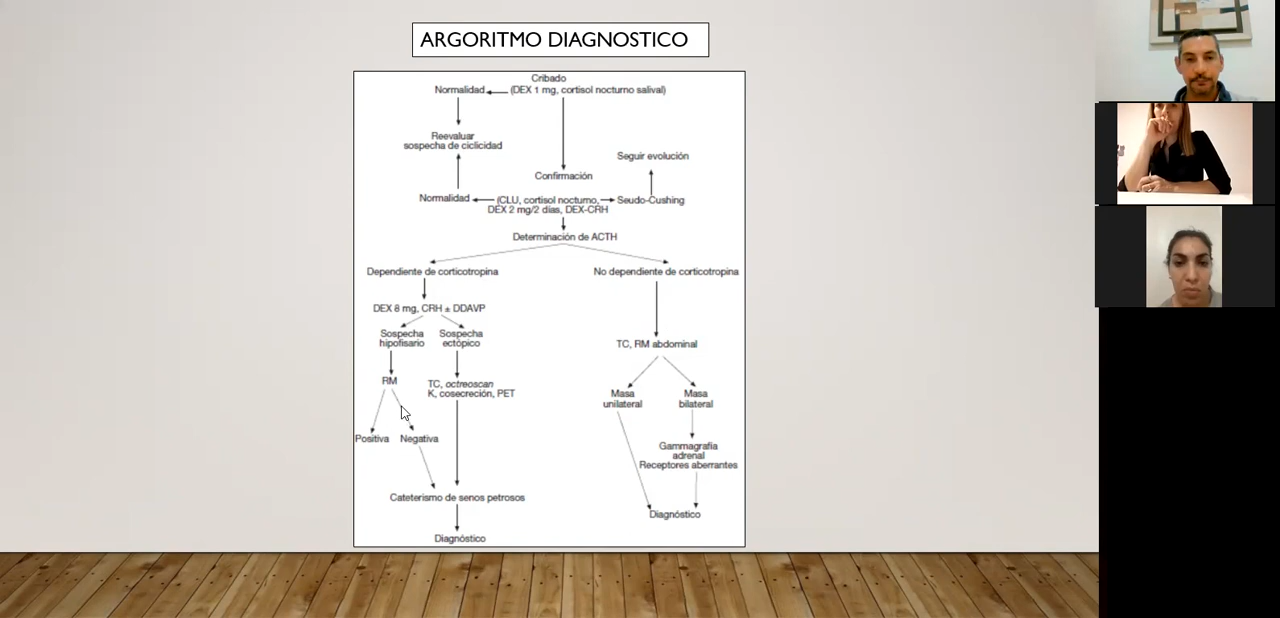 ARGORITMO DIAGNOSTICO
Cribado
Normalidad (DEX 1 mg, cortisol nocturno salival)
Reevaluar
sospecha de ciclicidad
Seguir evolución
Confirmación
Normalidad (CLU, cortisol nocturno, Seudo-Cushing
DEX 2 mg/2 días, DEX-CRH
Determinación de ACTH
Dependiente de corticotropina
No dependiente de corticotropina
DEX 8 mg, CRH ± DDAVP
Sospecha
hipofisario
Sospecha
ectópico
TC, RM abdominal
RM
TC, octreoscan
K, cosecreción, PET
Masa
unilateral
Masa
bilateral
Positiva
Negativa
Gammagrafía
adrenal
Receptores aberrantes
Cateterismo de senos petrosos
Diagnóstico
Diagnóstico